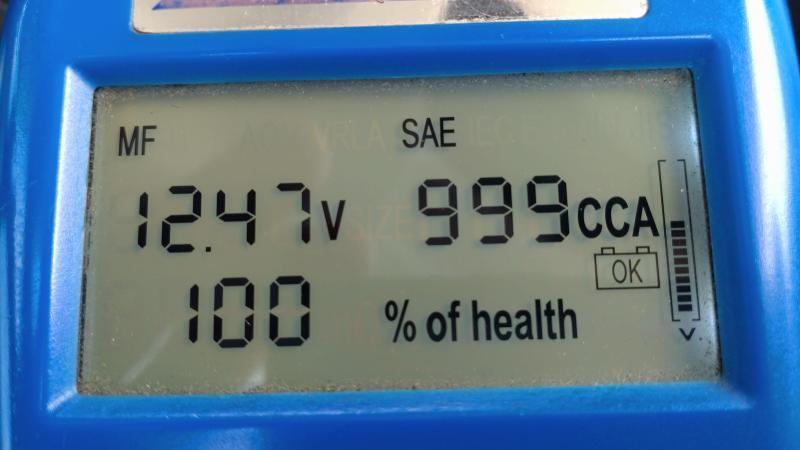 MF SAE
12.47 V 999 CCA
OK
100 % of health